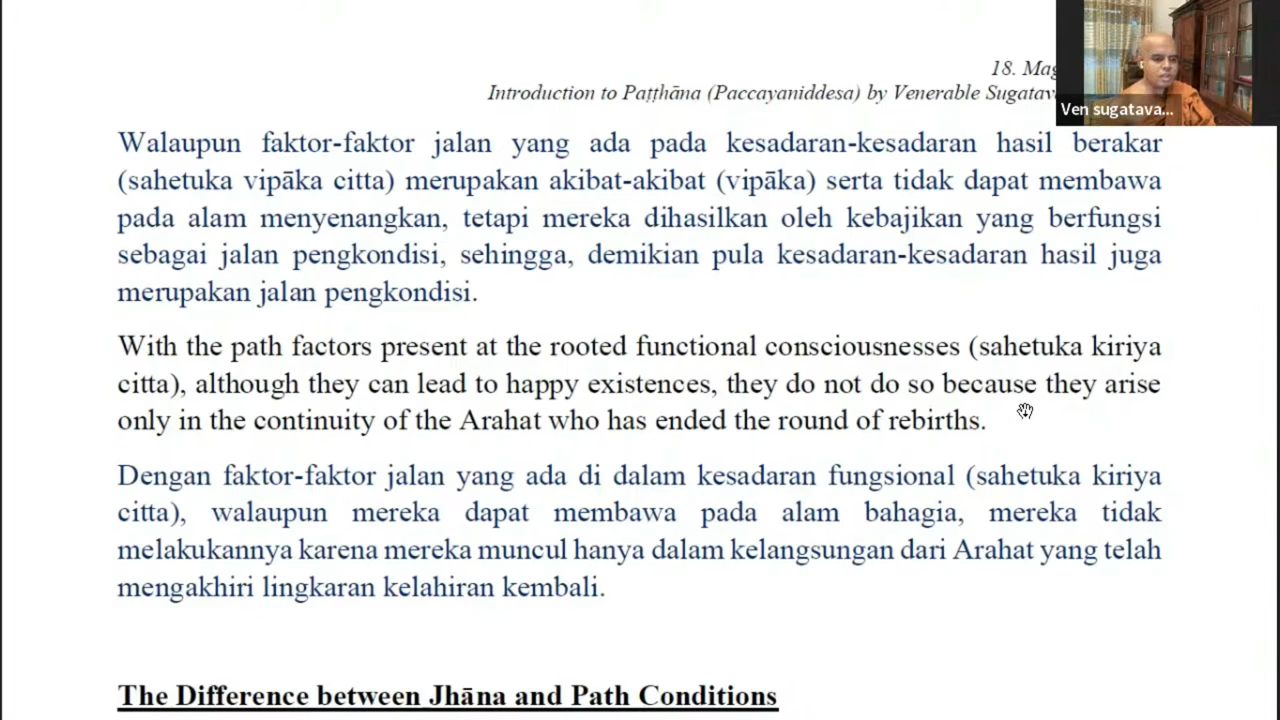 18. Mag
Introduction to Paṭṭhāna (Paccayaniddesa) by Venerable Sugatava
Ven sugatava...
Walaupun faktor-faktor jalan yang ada pada kesadaran-kesadaran hasil berakar
(sahetuka vipāka citta) merupakan akibat-akibat (vipāka) serta tidak dapat membawa
pada alam menyenangkan, tetapi mereka dihasilkan oleh kebajikan yang berfungsi
sebagai jalan pengkondisi, sehingga, demikian pula kesadaran-kesadaran hasil juga
merupakan jalan pengkondisi.
With the path factors present at the rooted functional consciousnesses (sahetuka kiriya
citta), although they can lead to happy existences, they do not do so because they arise
only in the continuity of the Arahat who has ended the round of rebirths.
Dengan faktor-faktor jalan yang ada di dalam kesadaran fungsional (sahetuka kiriya
citta), walaupun mereka dapat membawa pada alam bahagia, mereka tidak
melakukannya karena mereka muncul hanya dalam kelangsungan dari Arahat yang telah
mengakhiri lingkaran kelahiran kembali.
The Difference between Jhāna and Path Conditions